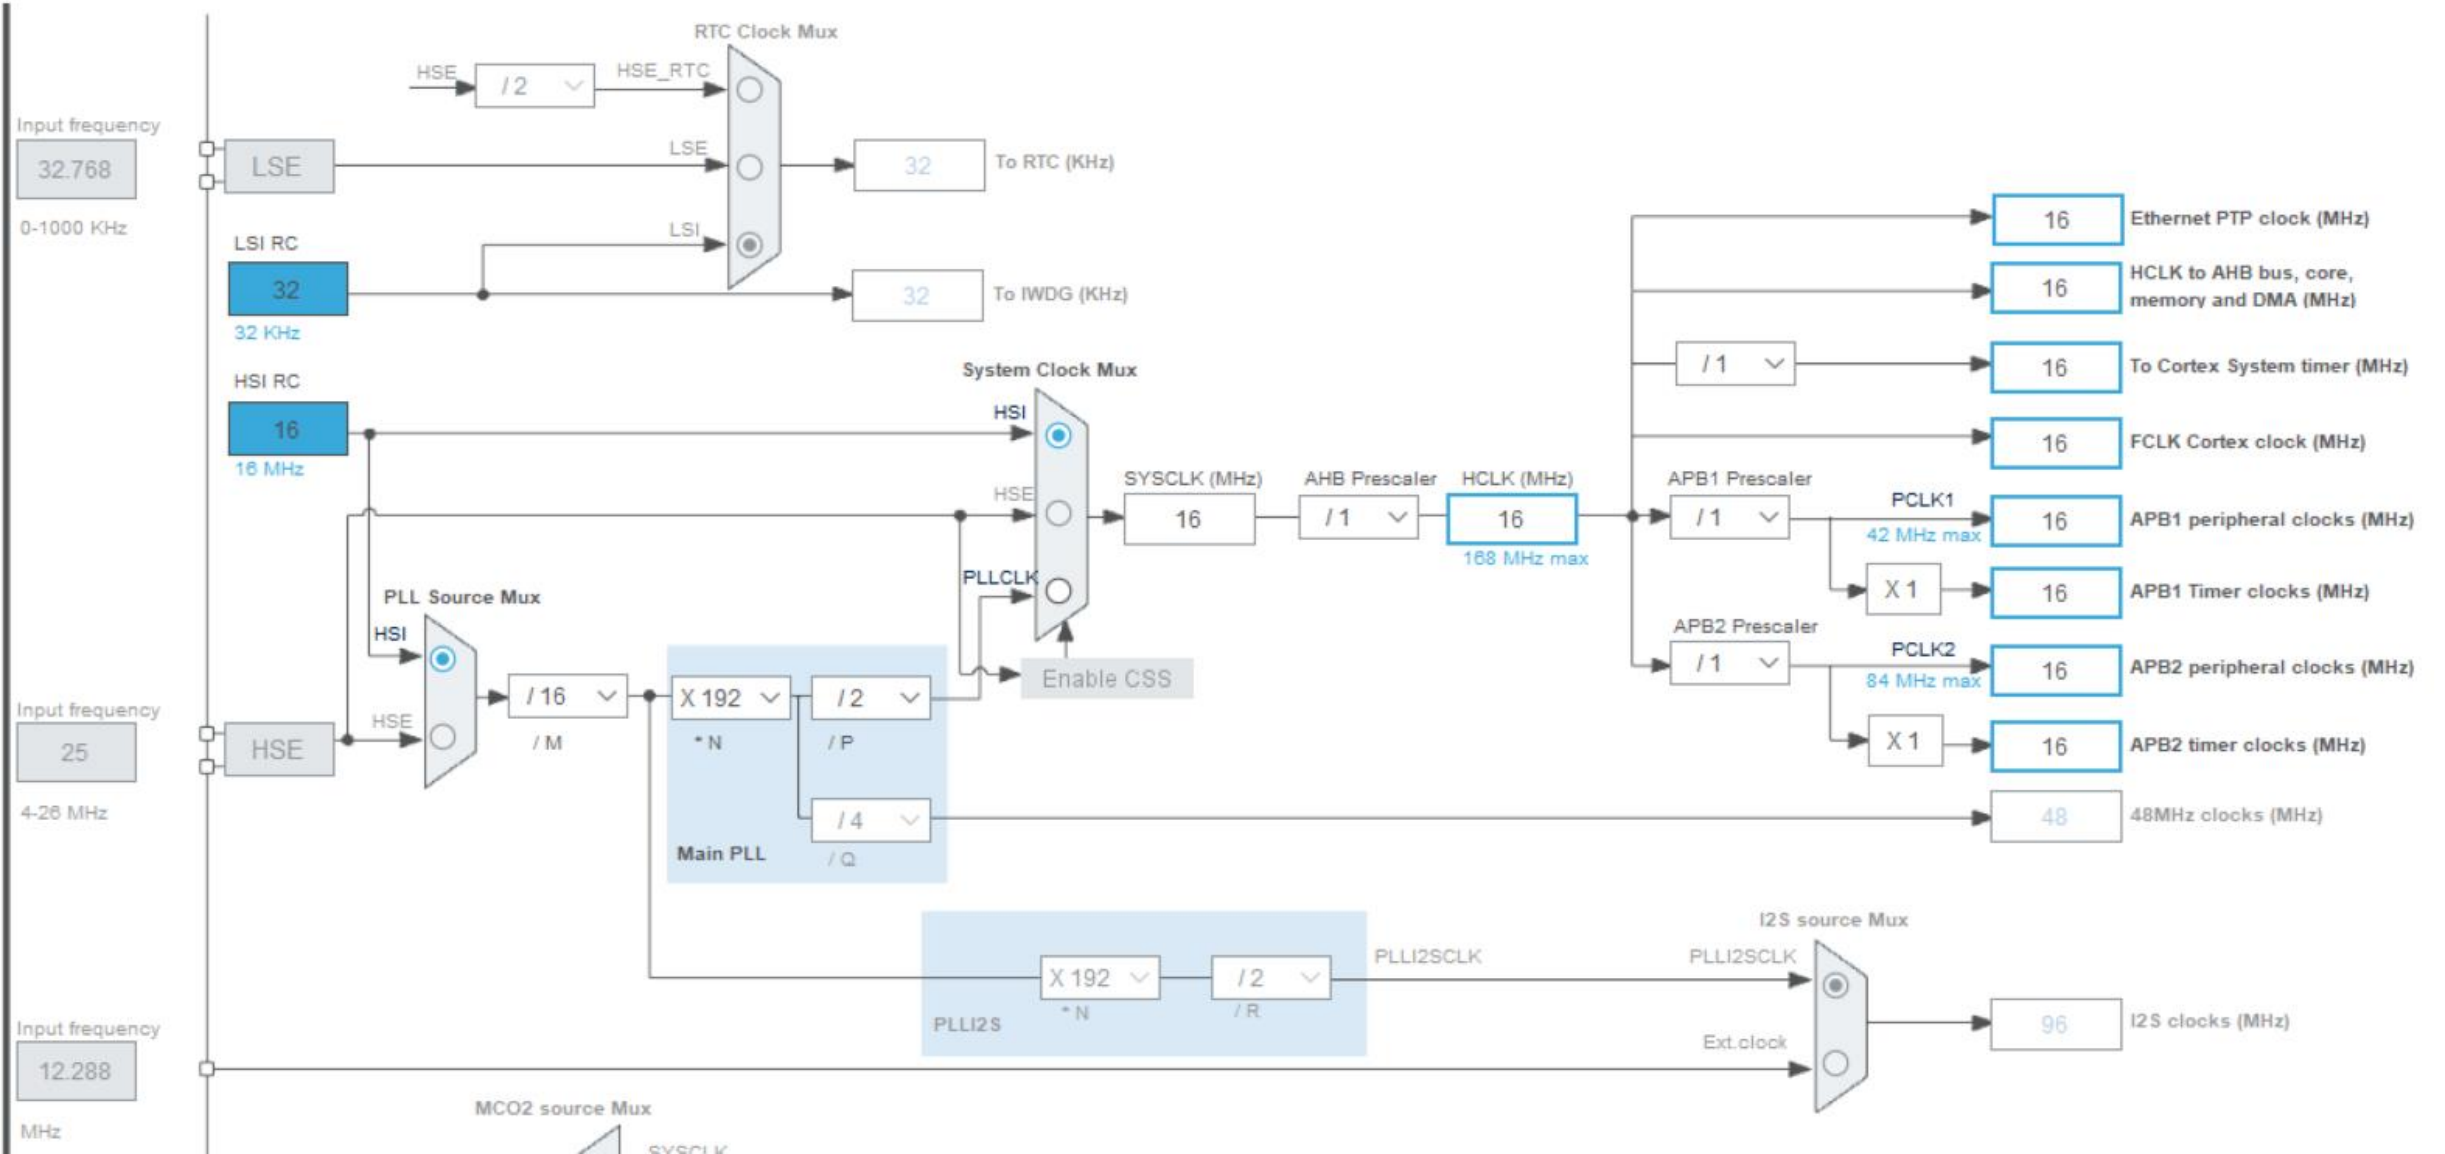 RTC Clock Mux
HSE
/ 2
HSE_RTC
Input frequency
32.768
0-1000 KHz
LSE
LSE
32
To RTC (KHz)
LSI RC
32
32 KHz
LSI
32
To IWDG (KHz)
HSI RC
16
16 MHz
System Clock Mux
HSI
HSE
PLLCLK
SYSCLK (MHz)
16
AHB Prescaler
/ 1
HCLK (MHz)
16
168 MHz max
16
Ethernet PTP clock (MHz)
16
HCLK to AHB bus, core,
memory and DMA (MHz)
/ 1
16
To Cortex System timer (MHz)
16
FCLK Cortex clock (MHz)
APB1 Prescaler
/ 1
PCLK1
42 MHz max
16
APB1 peripheral clocks (MHz)
X 1
16
APB1 Timer clocks (MHz)
APB2 Prescaler
/ 1
PCLK2
84 MHz max
16
APB2 peripheral clocks (MHz)
X 1
16
APB2 timer clocks (MHz)
PLL Source Mux
HSI
HSE
Input frequency
25
4-26 MHz
HSE
/ 16
/ M
X 192
* N
/ 2
/ P
Enable CSS
/ 4
/ Q
Main PLL
48
48MHz clocks (MHz)
X 192
* N
/ 2
/ R
PLLI2S
PLLI2SCLK
I2S source Mux
PLLI2SCLK
Ext.clock
96
I2S clocks (MHz)
Input frequency
12.288
MHz
MCO2 source Mux
SYSCLK